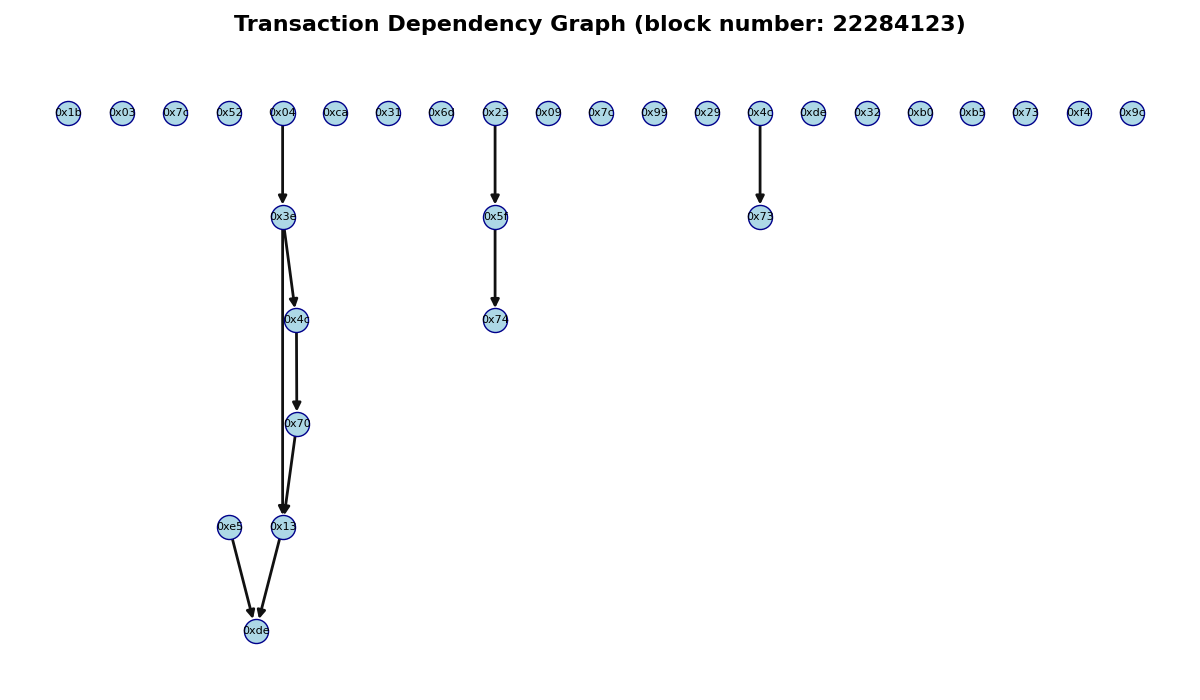 Transaction Dependency Graph (block number: 22284123)
0x1b 0x03 0x7c 0x52 0x04 0xca 0x31 0x6c 0x23 0x09 0x7c 0x99 0x29 0x4c 0xde 0x32 0xb0 0xb5 0x73 0xf4 0x9c
0x3e 0x5f 0x73
0x4c 0x74
0x70
0xe5 0x13
0xde